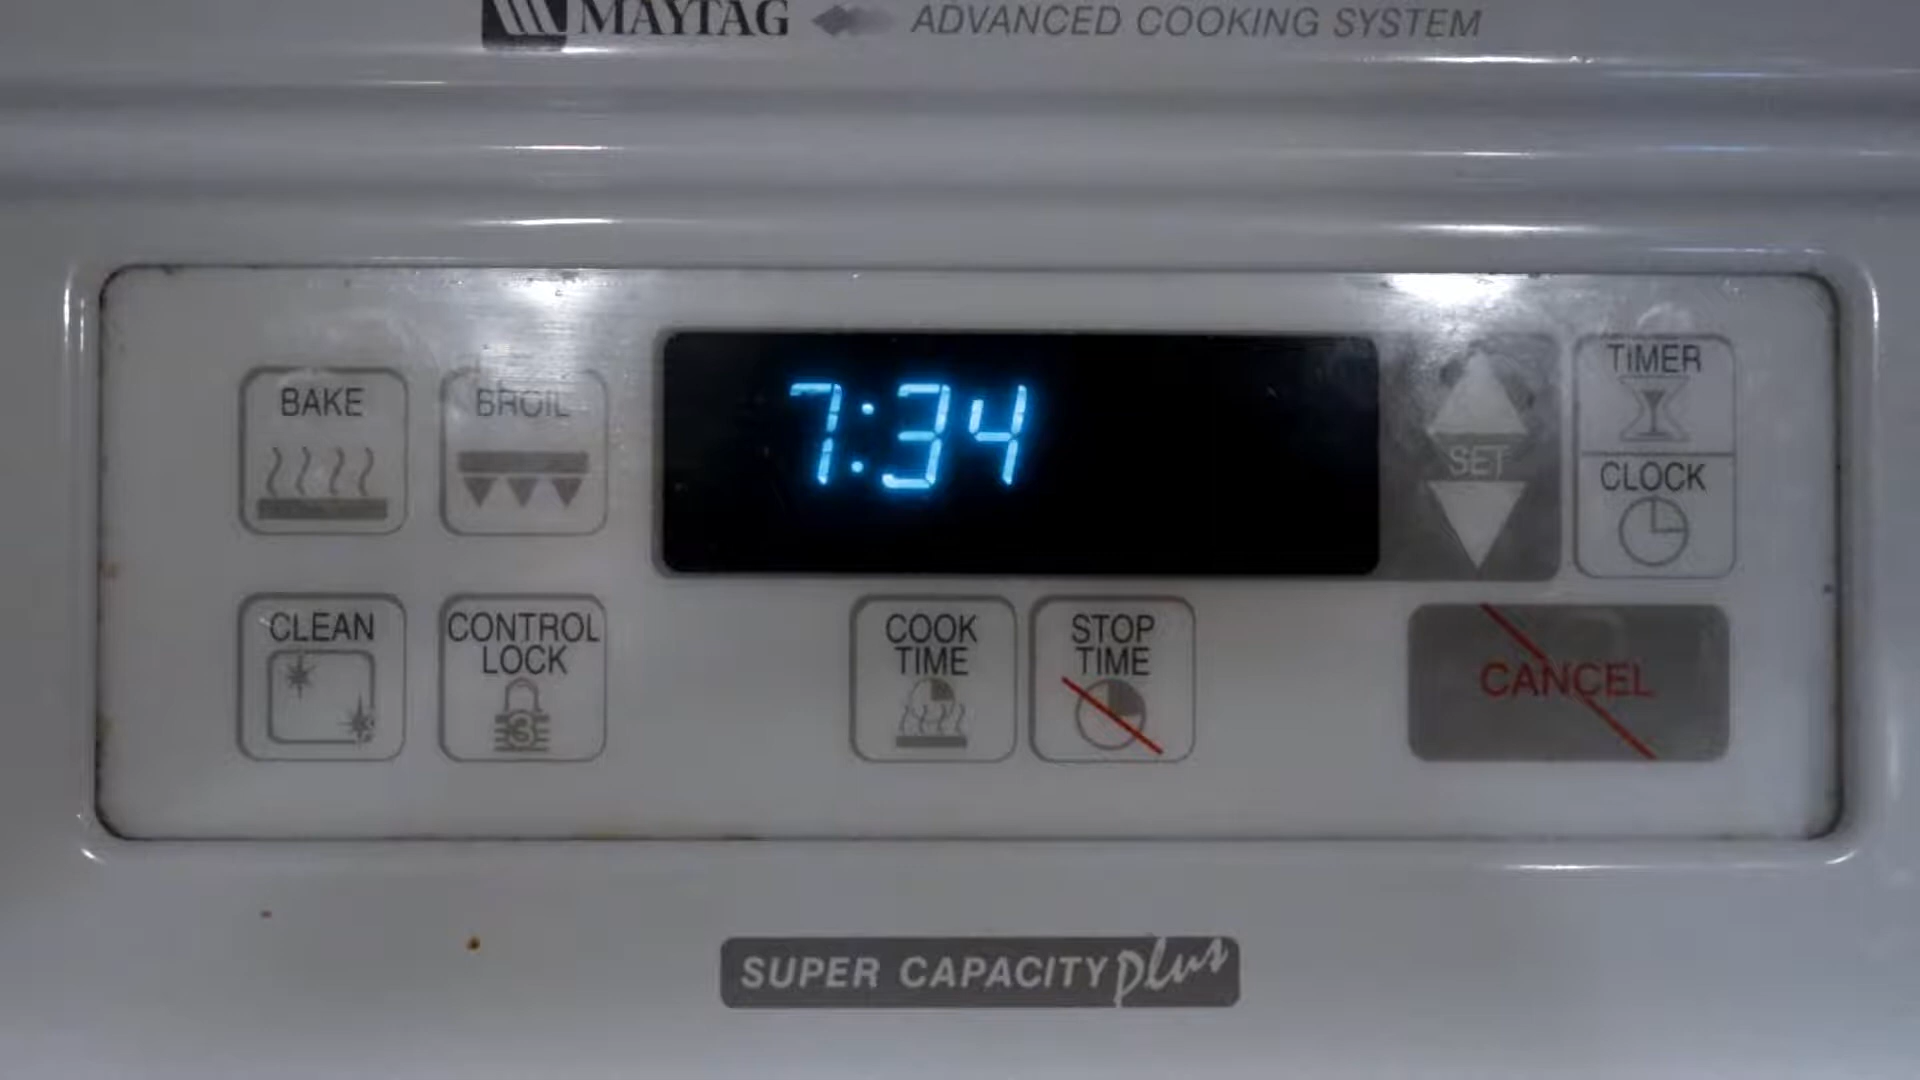 MAYTAG ADVANCED COOKING SYSTEM
BAKE
BROIL
7:34
SET
TIMER
CLOCK
CLEAN
CONTROL
LOCK
3
COOK
TIME
STOP
TIME
CANCEL
SUPER CAPACITY plus